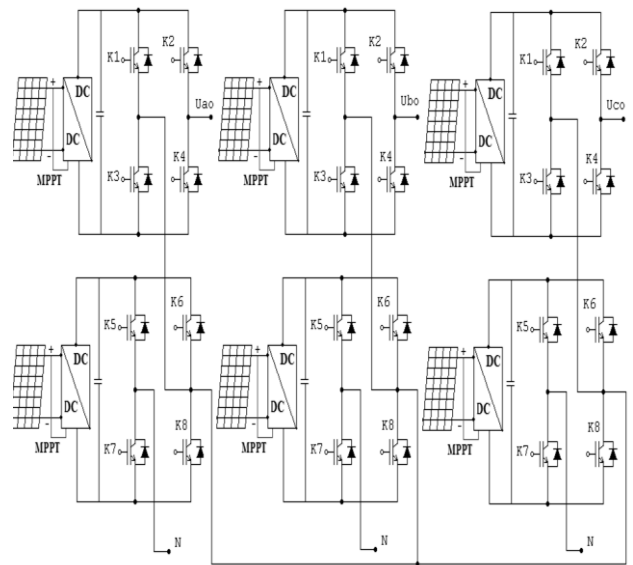 K1 K2 K1 K2 K1 K2
+ DC Uao + DC Ubo + DC Uco
DC DC DC
K3 K4 K3 K4 K3 K4
- - -
MPPT MPPT MPPT
K5 K6 K5 K6 K5 K6
+ DC + DC + DC
DC DC DC
- - -
K7 K8 K7 K8 K7 K8
MPPT MPPT MPPT
N N N